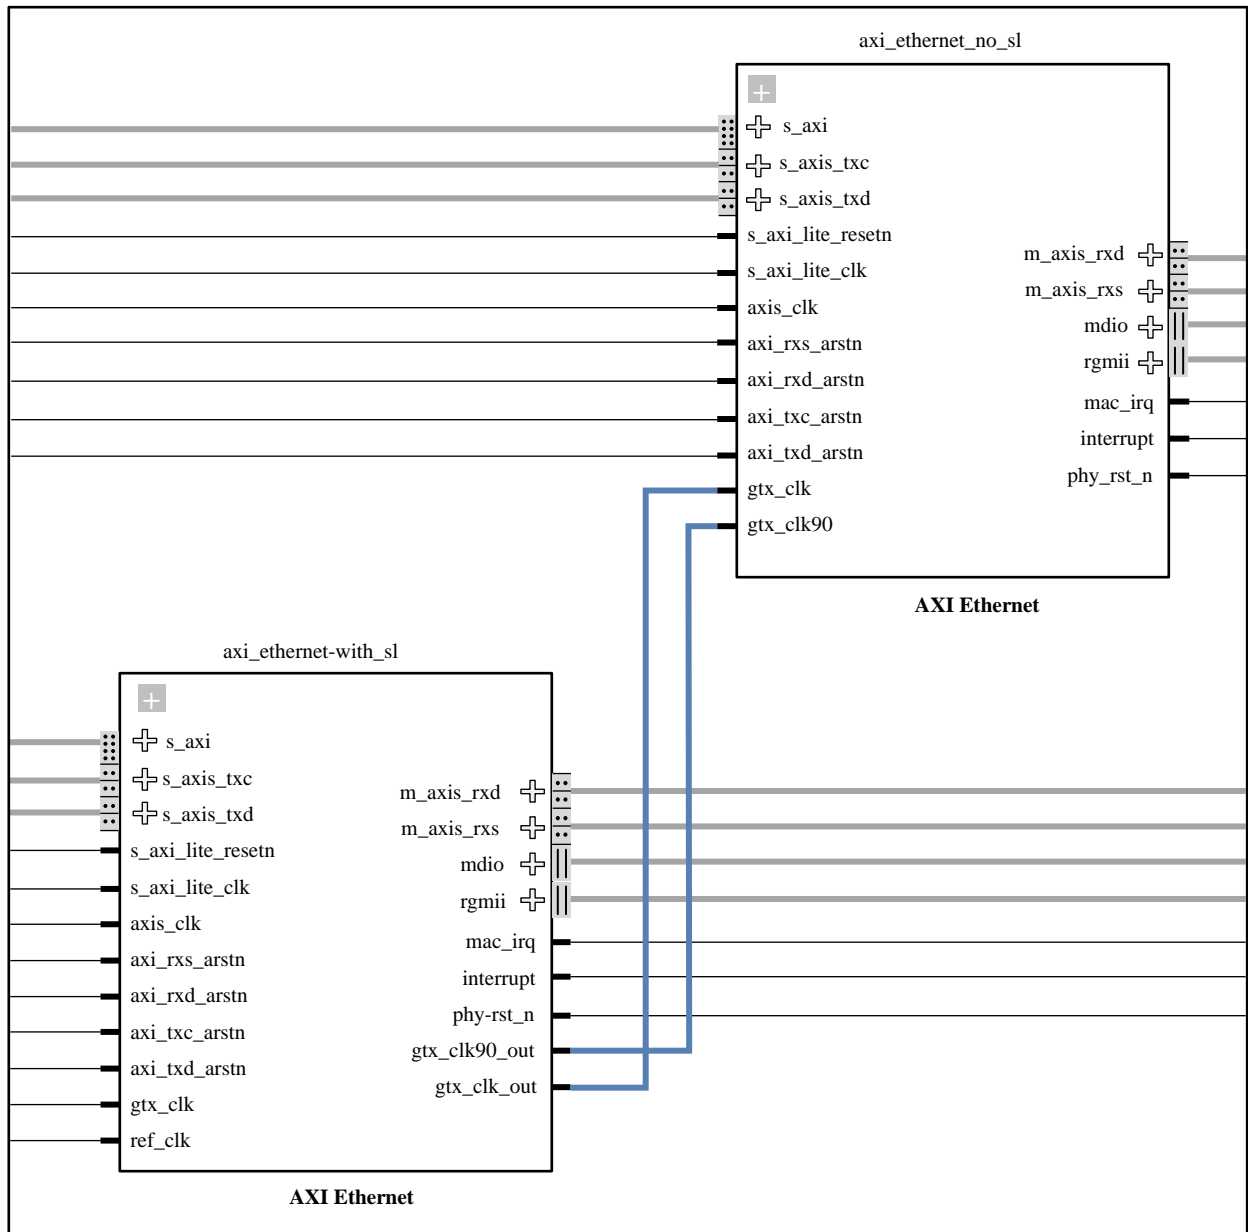 axi_ethernet_no_sl
s_axi
s_axis_txc
s_axis_txd
s_axi_lite_resetn
s_axi_lite_clk
axis_clk
axi_rxs_arstn
axi_rxd_arstn
axi_txc_arstn
axi_txd_arstn
gtx_clk
gtx_clk90
m_axis_rxd
m_axis_rxs
mdio
rgmii
mac_irq
interrupt
phy_rst_n
AXI Ethernet
axi_ethernet-with_sl
s_axi
s_axis_txc
s_axis_txd
s_axi_lite_resetn
s_axi_lite_clk
axis_clk
axi_rxs_arstn
axi_rxd_arstn
axi_txc_arstn
axi_txd_arstn
gtx_clk
ref_clk
m_axis_rxd
m_axis_rxs
mdio
rgmii
mac_irq
interrupt
phy-rst_n
gtx_clk90_out
gtx_clk_out
AXI Ethernet